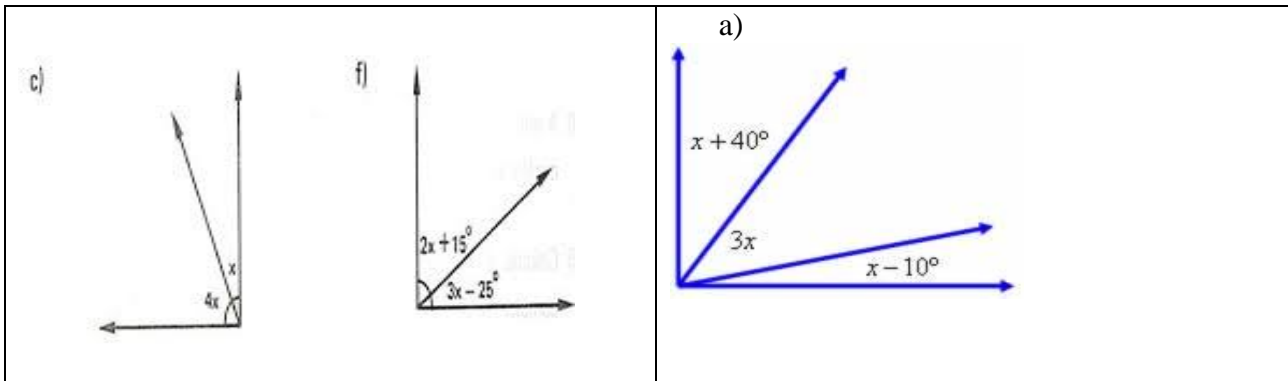 c)
x
4x
f)
2x + 15°
3x - 25°
a)
x + 40°
3x
x - 10°